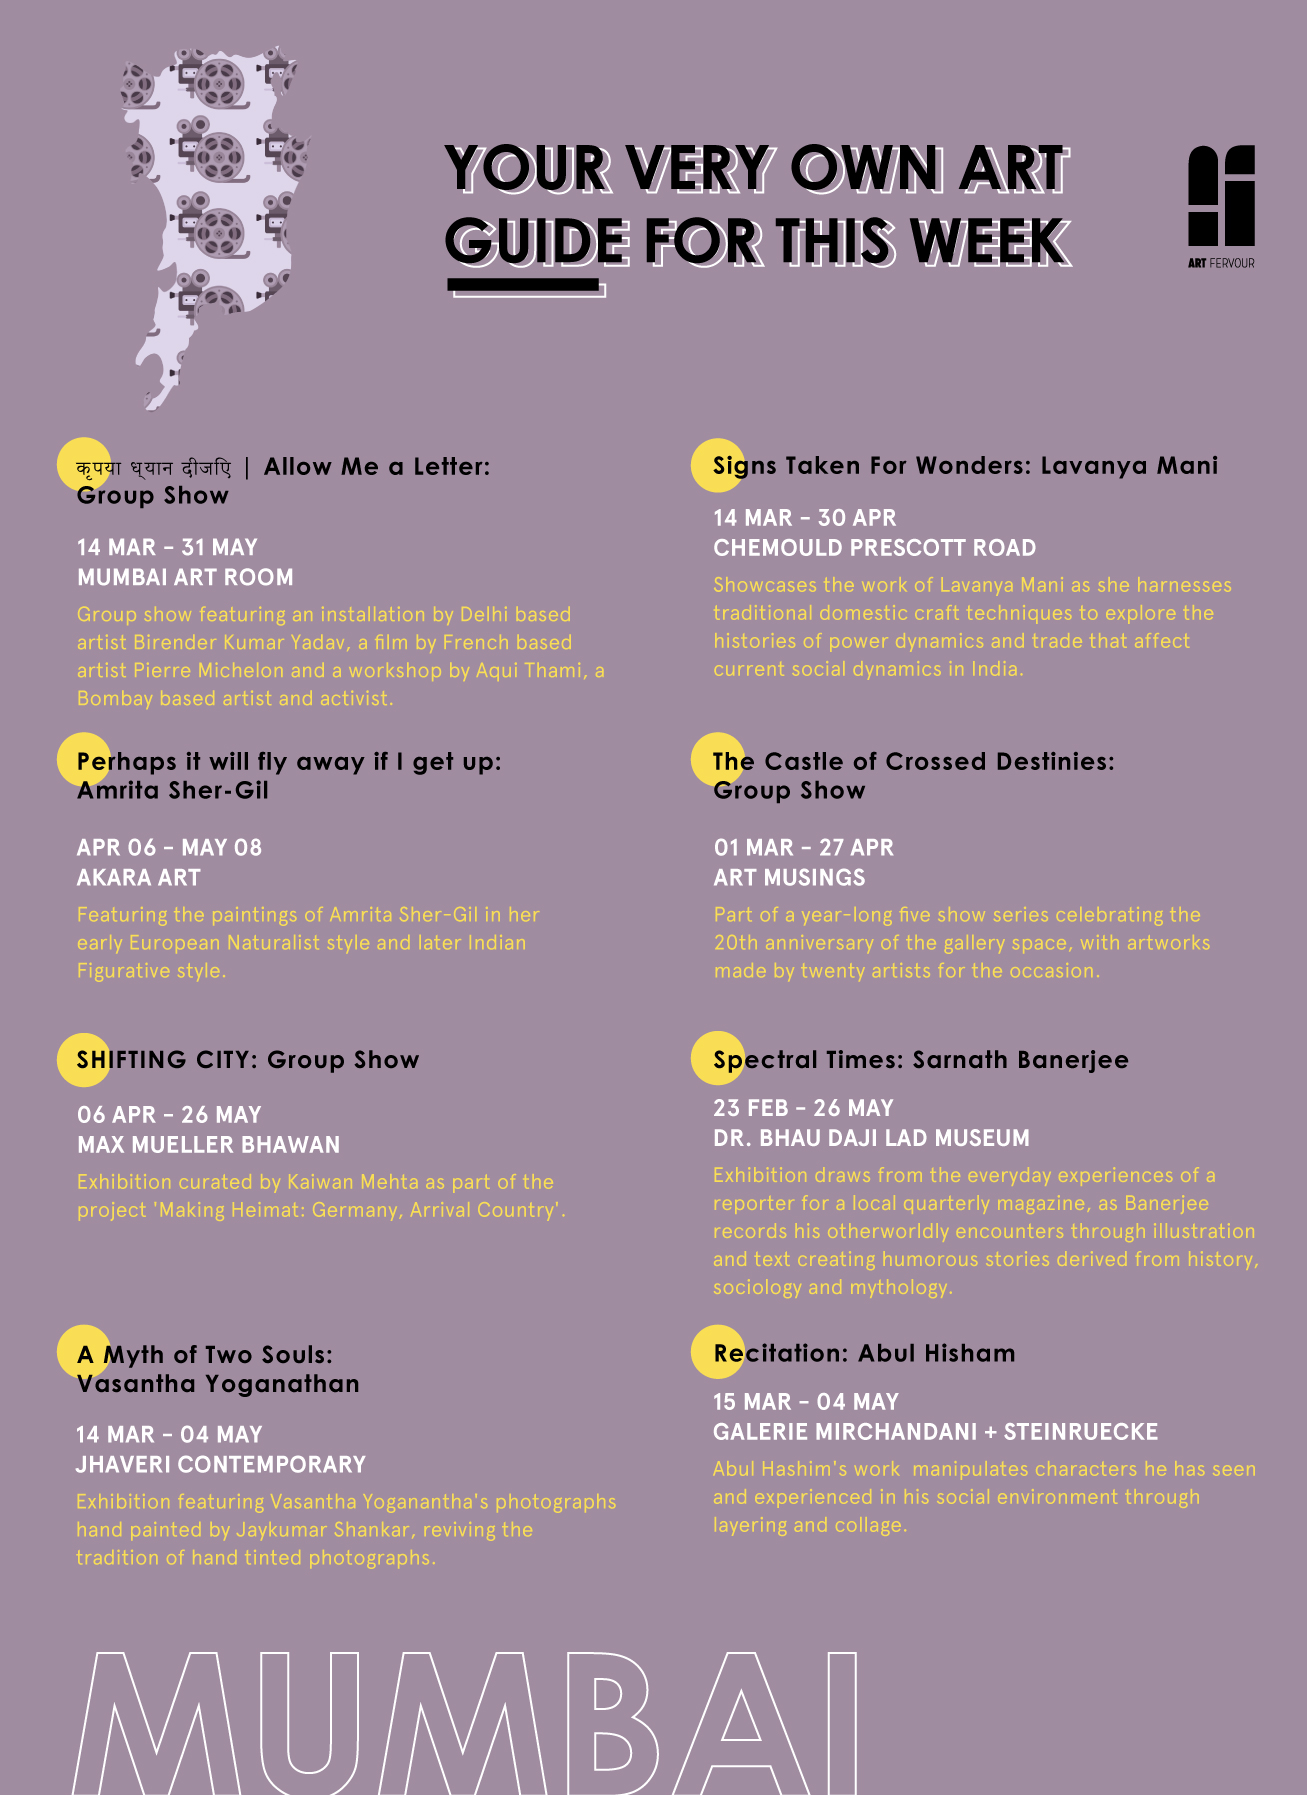 YOUR VERY OWN ART
GUIDE FOR THIS WEEK
ART FERVOUR
कृपया ध्यान दीजिए | Allow Me a Letter:
Group Show
14 MAR – 31 MAY
MUMBAI ART ROOM
Group show featuring an installation by Delhi based
artist Birender Kumar Yadav, a film by French based
artist Pierre Michelon and a workshop by Aqui Thami, a
Bombay based artist and activist.
Perhaps it will fly away if I get up:
Amrita Sher-Gil
APR 06 – MAY 08
AKARA ART
Featuring the paintings of Amrita Sher-Gil in her
early European Naturalist style and later Indian
Figurative style.
SHIFTING CITY: Group Show
06 APR – 26 MAY
MAX MUELLER BHAWAN
Exhibition curated by Kaiwan Mehta as part of the
project 'Making Heimat: Germany, Arrival Country'.
A Myth of Two Souls:
Vasantha Yoganathan
14 MAR – 04 MAY
JHAVERI CONTEMPORARY
Exhibition featuring Vasantha Yoganantha's photographs
hand painted by Jaykumar Shankar, reviving the
tradition of hand tinted photographs.
Signs Taken For Wonders: Lavanya Mani
14 MAR – 30 APR
CHEMOULD PRESCOTT ROAD
Showcases the work of Lavanya Mani as she harnesses
traditional domestic craft techniques to explore the
histories of power dynamics and trade that affect
current social dynamics in India.
The Castle of Crossed Destinies:
Group Show
01 MAR – 27 APR
ART MUSINGS
Part of a year-long five show series celebrating the
20th anniversary of the gallery space, with artworks
made by twenty artists for the occasion.
Spectral Times: Sarnath Banerjee
23 FEB – 26 MAY
DR. BHAU DAJI LAD MUSEUM
Exhibition draws from the everyday experiences of a
reporter for a local quarterly magazine, as Banerjee
records his otherworldly encounters through illustration
and text creating humorous stories derived from history,
sociology and mythology.
Recitation: Abul Hisham
15 MAR – 04 MAY
GALERIE MIRCHANDANI + STEINRUECKE
Abul Hashim's work manipulates characters he has seen
and experienced in his social environment through
layering and collage.
MUMBAI